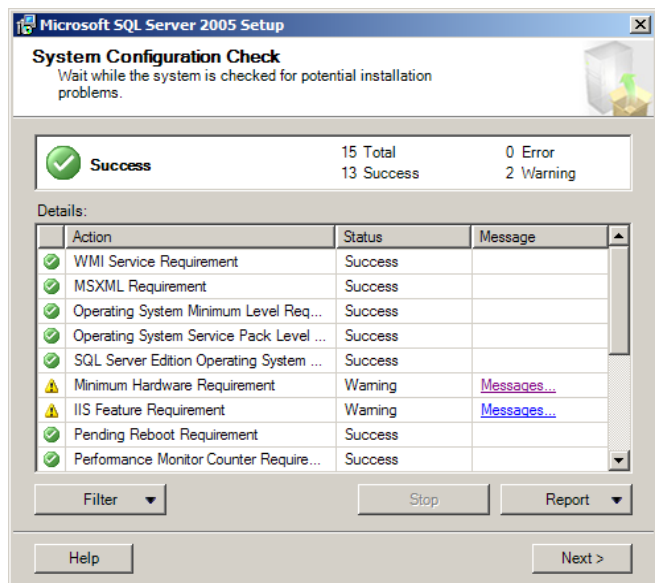 Microsoft SQL Server 2005 Setup
System Configuration Check
Wait while the system is checked for potential installation
problems.
Success
15 Total
0 Error
13 Success
2 Warning
Details:
Action Status Message
WMI Service Requirement Success
MSXML Requirement Success
Operating System Minimum Level Req... Success
Operating System Service Pack Level ... Success
SQL Server Edition Operating System ... Success
Minimum Hardware Requirement Warning Messages...
IIS Feature Requirement Warning Messages...
Pending Reboot Requirement Success
Performance Monitor Counter Require... Success
Filter
Stop
Report
Help
Next >